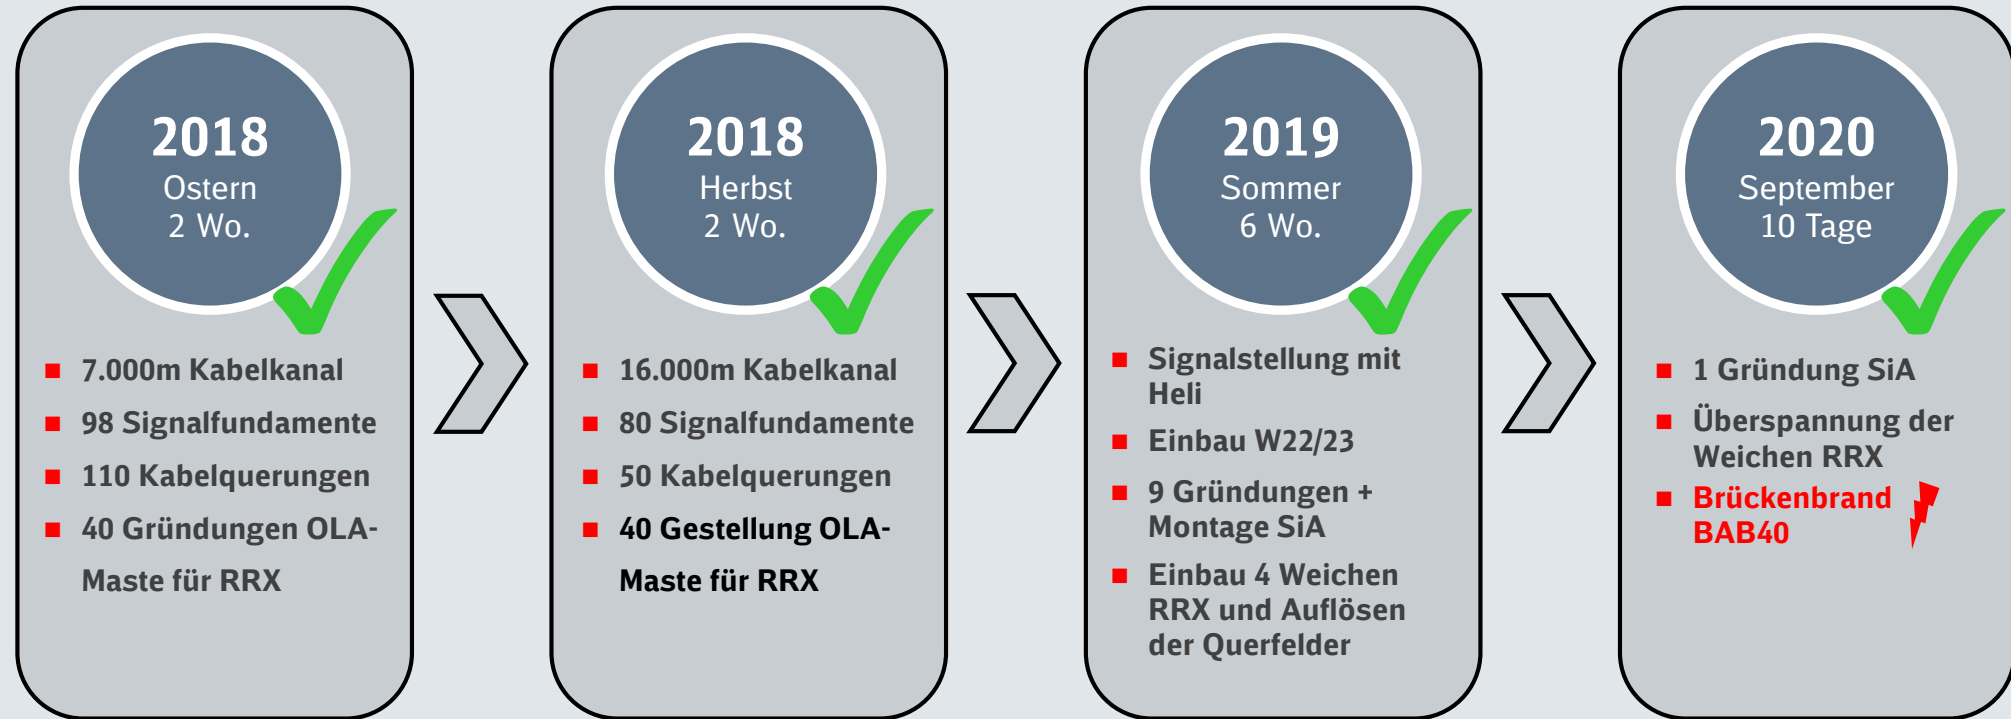 2018
Ostern
2 Wo.
7.000m Kabelkanal
98 Signalfundamente
110 Kabelquerungen
40 Gründungen OLA-
Maste für RRX
2018
Herbst
2 Wo.
16.000m Kabelkanal
80 Signalfundamente
50 Kabelquerungen
40 Gestellung OLA-
Maste für RRX
2019
Sommer
6 Wo.
Signalstellung mit
Heli
Einbau W22/23
9 Gründungen +
Montage SiA
Einbau 4 Weichen
RRX und Auflösen
der Querfelder
2020
September
10 Tage
1 Gründung SiA
Überspannung der
Weichen RRX
Brückenbrand
BAB40